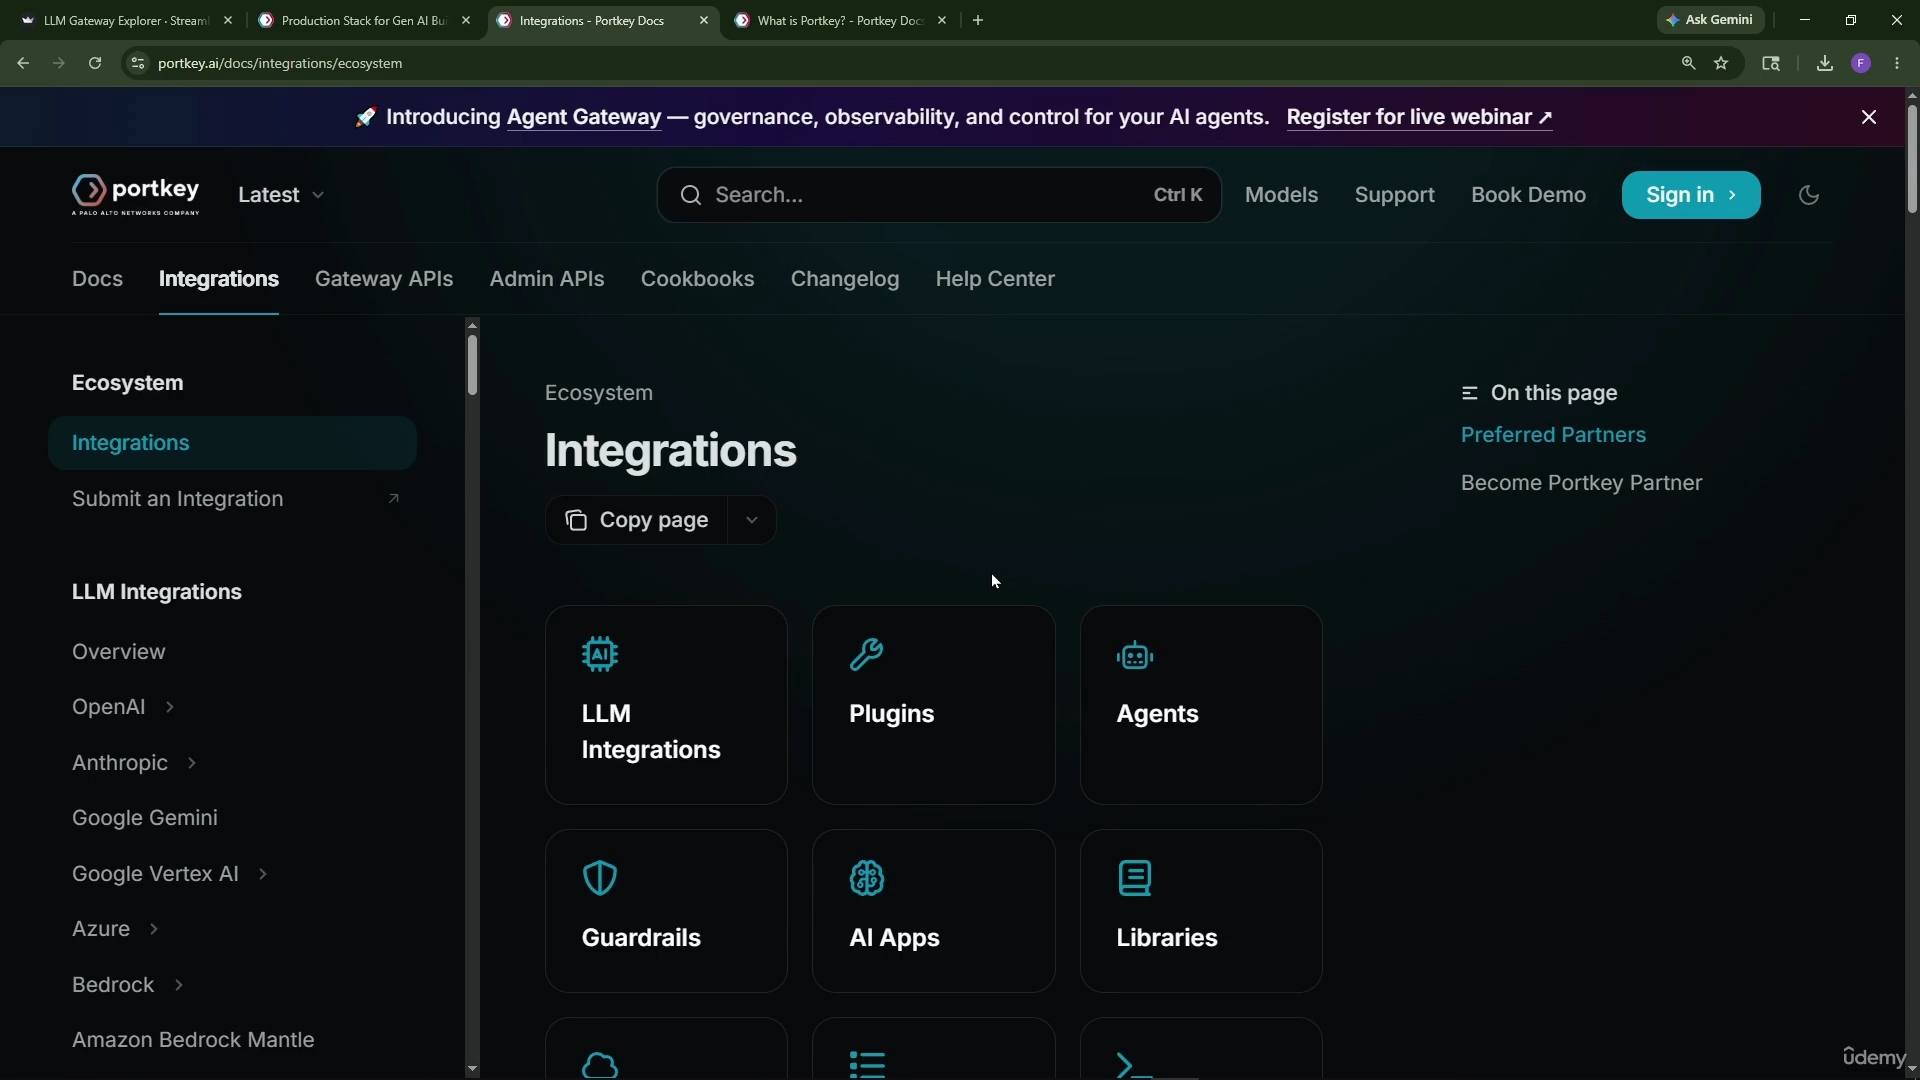 LLM Gateway Explorer · Streaml
Production Stack for Gen AI Bu
Integrations - Portkey Docs
What is Portkey? - Portkey Doc
Ask Gemini
portkey.ai/docs/integrations/ecosystem
F
🚀 Introducing Agent Gateway — governance, observability, and control for your AI agents. Register for live webinar ↗
portkey
A PALO ALTO NETWORKS COMPANY
Latest
Search...
Ctrl K
Models
Support
Book Demo
Sign in
Docs
Integrations
Gateway APIs
Admin APIs
Cookbooks
Changelog
Help Center
Ecosystem
Integrations
Submit an Integration
LLM Integrations
Overview
OpenAI
Anthropic
Google Gemini
Google Vertex AI
Azure
Bedrock
Amazon Bedrock Mantle
Ecosystem
Integrations
Copy page
AI
LLM
Integrations
Plugins
Agents
Guardrails
AI Apps
Libraries
On this page
Preferred Partners
Become Portkey Partner
ûdemy